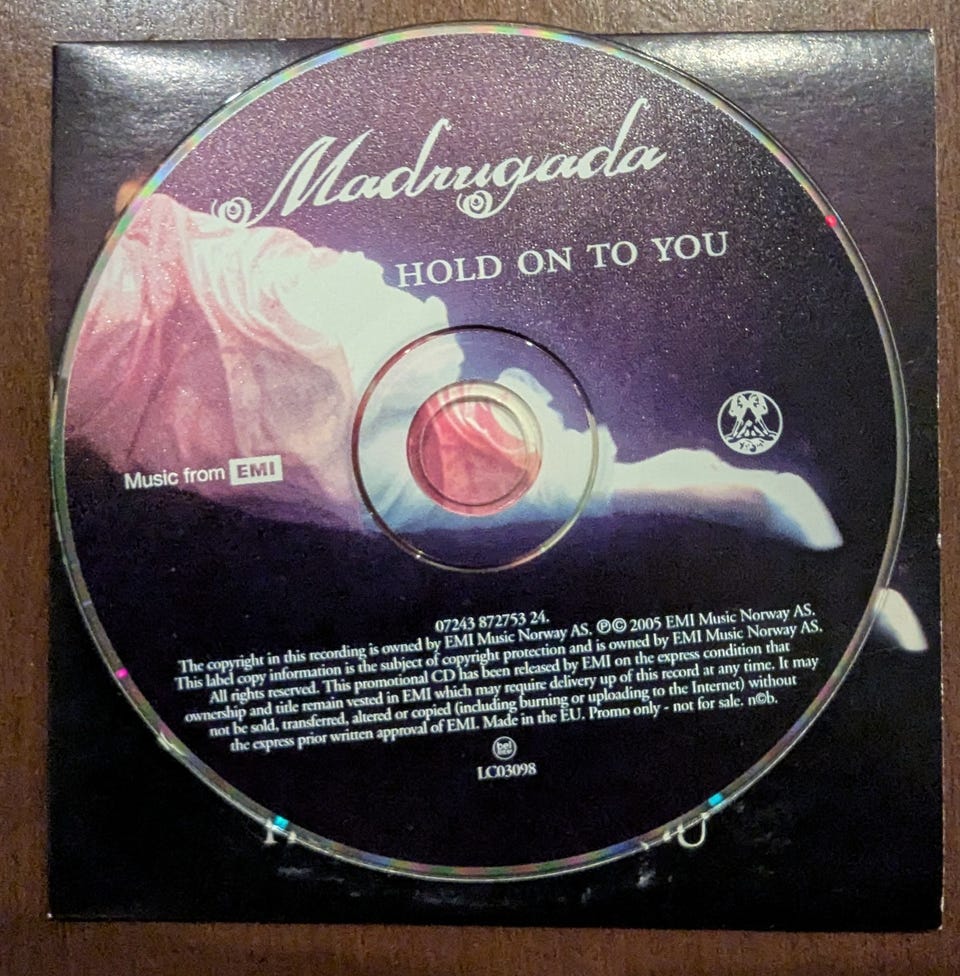 Madrugada
HOLD ON TO YOU
Music from EMI
07243 872753 24.
The copyright in this recording is owned by EMI Music Norway AS. ℗© 2005 EMI Music Norway AS.
This label copy information is the subject of copyright protection and is owned by EMI Music Norway AS.
All rights reserved. This promotional CD has been released by EMI on the express condition that
ownership and title remain vested in EMI which may require delivery up of this record at any time. It may
not be sold, transferred, altered or copied (including burning or uploading to the Internet) without
the express prior written approval of EMI. Made in the EU. Promo only - not for sale. n©b.
LC03098
U